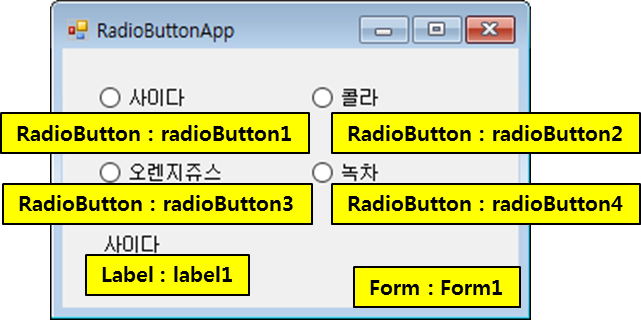 RadioButtonApp
사이다 콜라
RadioButton : radioButton1 RadioButton : radioButton2
오렌지쥬스 녹차
RadioButton : radioButton3 RadioButton : radioButton4
사이다
Label : label1
Form : Form1